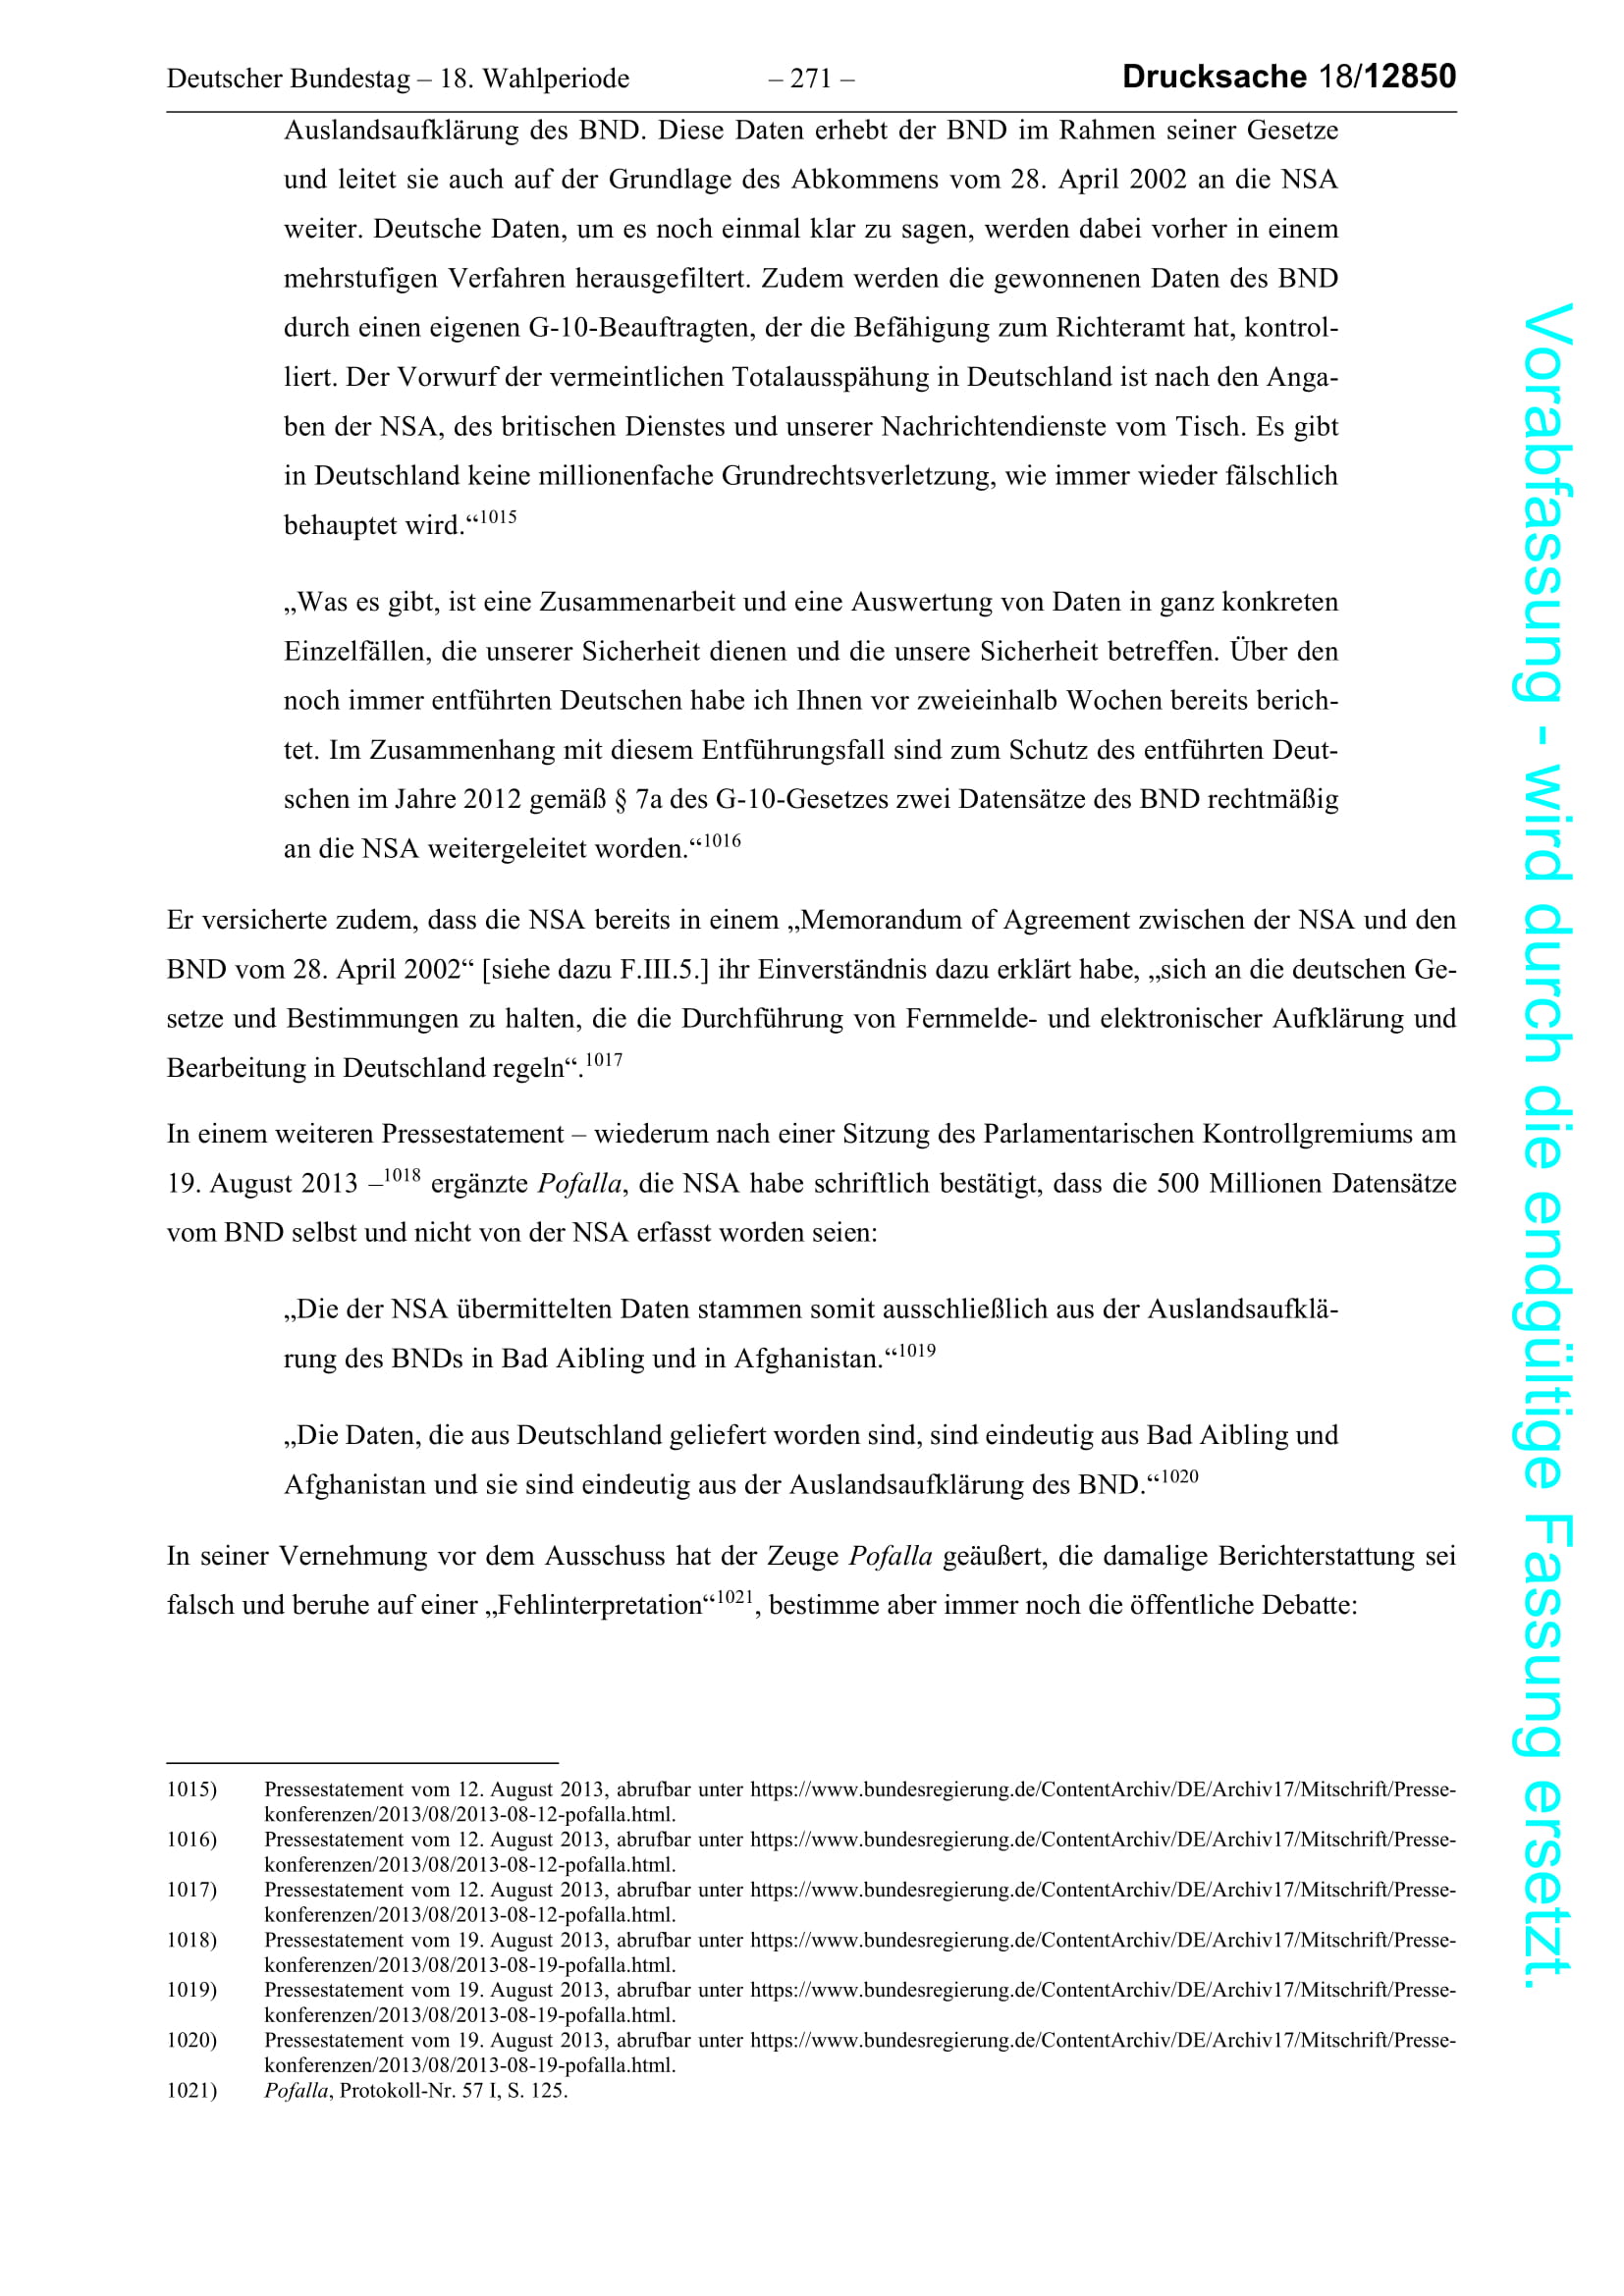 Deutscher Bundestag – 18. Wahlperiode – 271 – Drucksache 18/12850
Auslandsaufklärung des BND. Diese Daten erhebt der BND im Rahmen seiner Gesetze
und leitet sie auch auf der Grundlage des Abkommens vom 28. April 2002 an die NSA
weiter. Deutsche Daten, um es noch einmal klar zu sagen, werden dabei vorher in einem
mehrstufigen Verfahren herausgefiltert. Zudem werden die gewonnenen Daten des BND
durch einen eigenen G-10-Beauftragten, der die Befähigung zum Richteramt hat, kontrol-
liert. Der Vorwurf der vermeintlichen Totalausspähung in Deutschland ist nach den Anga-
ben der NSA, des britischen Dienstes und unserer Nachrichtendienste vom Tisch. Es gibt
in Deutschland keine millionenfache Grundrechtsverletzung, wie immer wieder fälschlich
behauptet wird.“1015
„Was es gibt, ist eine Zusammenarbeit und eine Auswertung von Daten in ganz konkreten
Einzelfällen, die unserer Sicherheit dienen und die unsere Sicherheit betreffen. Über den
noch immer entführten Deutschen habe ich Ihnen vor zweieinhalb Wochen bereits berich-
tet. Im Zusammenhang mit diesem Entführungsfall sind zum Schutz des entführten Deut-
schen im Jahre 2012 gemäß § 7a des G-10-Gesetzes zwei Datensätze des BND rechtmäßig
an die NSA weitergeleitet worden.“1016
Er versicherte zudem, dass die NSA bereits in einem „Memorandum of Agreement zwischen der NSA und den
BND vom 28. April 2002“ [siehe dazu F.III.5.] ihr Einverständnis dazu erklärt habe, „sich an die deutschen Ge-
setze und Bestimmungen zu halten, die die Durchführung von Fernmelde- und elektronischer Aufklärung und
Bearbeitung in Deutschland regeln“.1017
In einem weiteren Pressestatement – wiederum nach einer Sitzung des Parlamentarischen Kontrollgremiums am
19. August 2013 –1018 ergänzte Pofalla, die NSA habe schriftlich bestätigt, dass die 500 Millionen Datensätze
vom BND selbst und nicht von der NSA erfasst worden seien:
„Die der NSA übermittelten Daten stammen somit ausschließlich aus der Auslandsaufklä-
rung des BNDs in Bad Aibling und in Afghanistan.“1019
„Die Daten, die aus Deutschland geliefert worden sind, sind eindeutig aus Bad Aibling und
Afghanistan und sie sind eindeutig aus der Auslandsaufklärung des BND.“1020
In seiner Vernehmung vor dem Ausschuss hat der Zeuge Pofalla geäußert, die damalige Berichterstattung sei
falsch und beruhe auf einer „Fehlinterpretation“1021, bestimme aber immer noch die öffentliche Debatte:
1015) Pressestatement vom 12. August 2013, abrufbar unter https://www.bundesregierung.de/ContentArchiv/DE/Archiv17/Mitschrift/Presse-
konferenzen/2013/08/2013-08-12-pofalla.html.
1016) Pressestatement vom 12. August 2013, abrufbar unter https://www.bundesregierung.de/ContentArchiv/DE/Archiv17/Mitschrift/Presse-
konferenzen/2013/08/2013-08-12-pofalla.html.
1017) Pressestatement vom 12. August 2013, abrufbar unter https://www.bundesregierung.de/ContentArchiv/DE/Archiv17/Mitschrift/Presse-
konferenzen/2013/08/2013-08-12-pofalla.html.
1018) Pressestatement vom 19. August 2013, abrufbar unter https://www.bundesregierung.de/ContentArchiv/DE/Archiv17/Mitschrift/Presse-
konferenzen/2013/08/2013-08-19-pofalla.html.
1019) Pressestatement vom 19. August 2013, abrufbar unter https://www.bundesregierung.de/ContentArchiv/DE/Archiv17/Mitschrift/Presse-
konferenzen/2013/08/2013-08-19-pofalla.html.
1020) Pressestatement vom 19. August 2013, abrufbar unter https://www.bundesregierung.de/ContentArchiv/DE/Archiv17/Mitschrift/Presse-
konferenzen/2013/08/2013-08-19-pofalla.html.
1021) Pofalla, Protokoll-Nr. 57 I, S. 125.
Vorabfassung - wird durch die endgültige Fassung ersetzt.